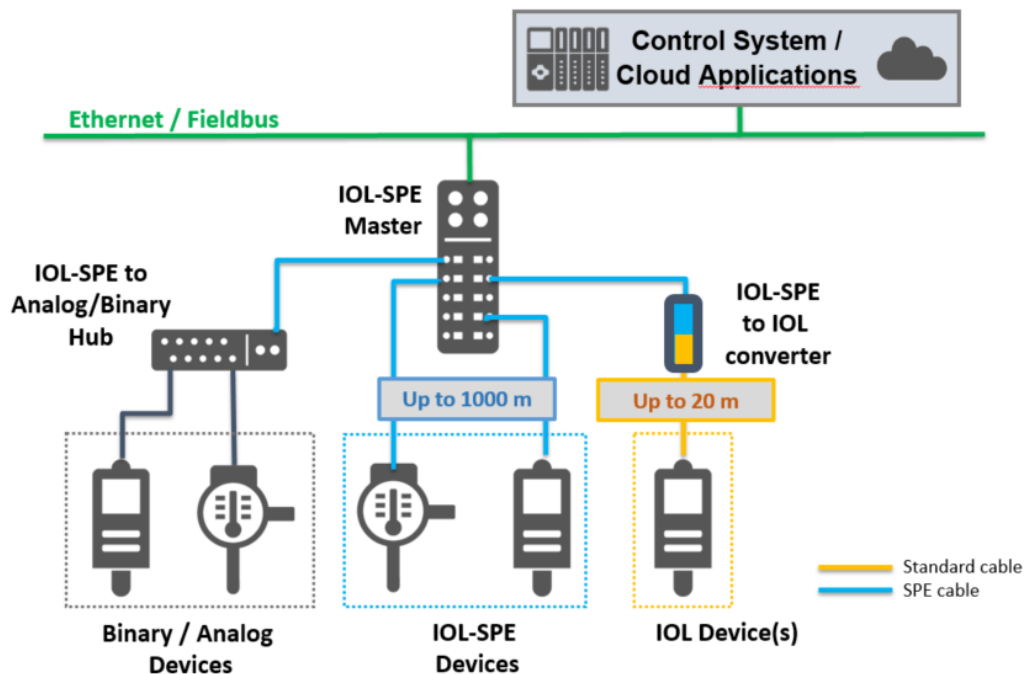 Control System /
Cloud Applications
Ethernet / Fieldbus
IOL-SPE
Master
IOL-SPE to
Analog/Binary
Hub
IOL-SPE
to IOL
converter
Up to 1000 m
Up to 20 m
Standard cable
SPE cable
Binary / Analog
Devices
IOL-SPE
Devices
IOL Device(s)